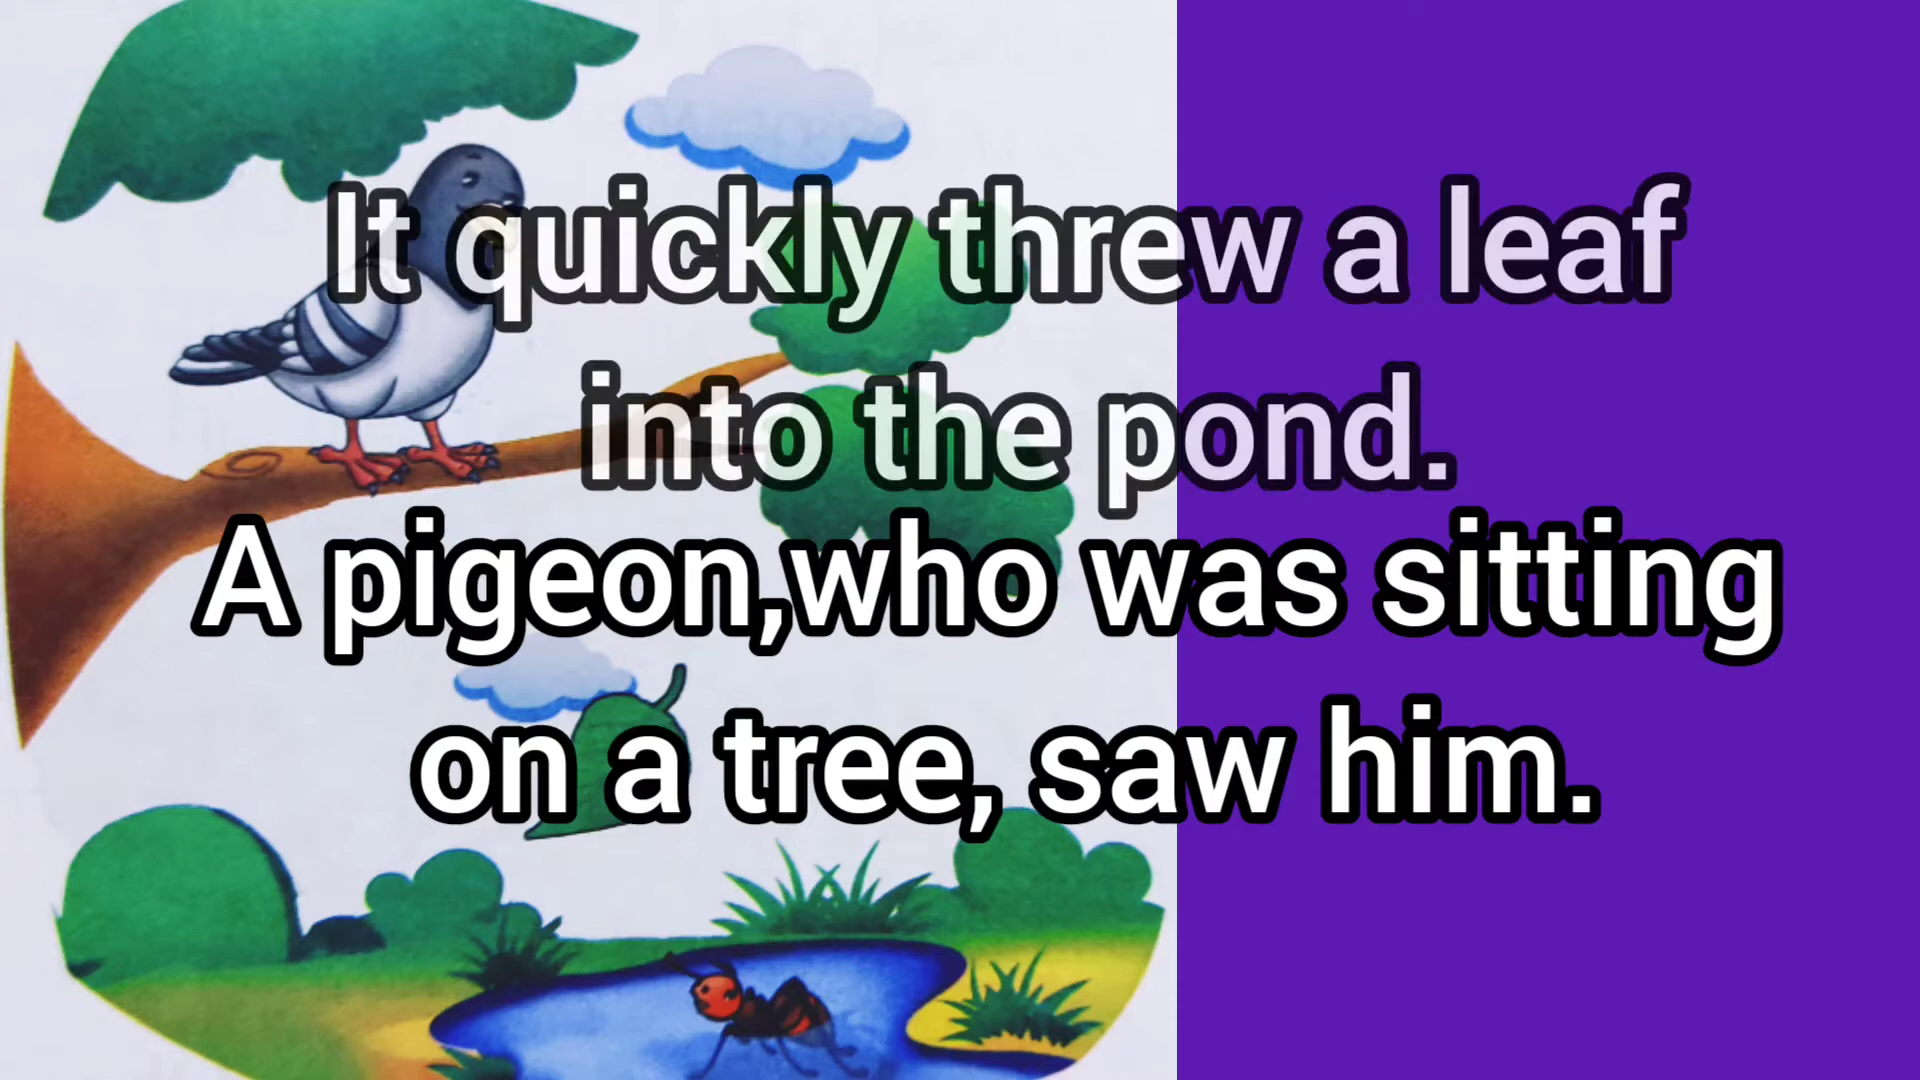 It quickly threw a leaf
into the pond.
A pigeon,who was sitting
on a tree, saw him.